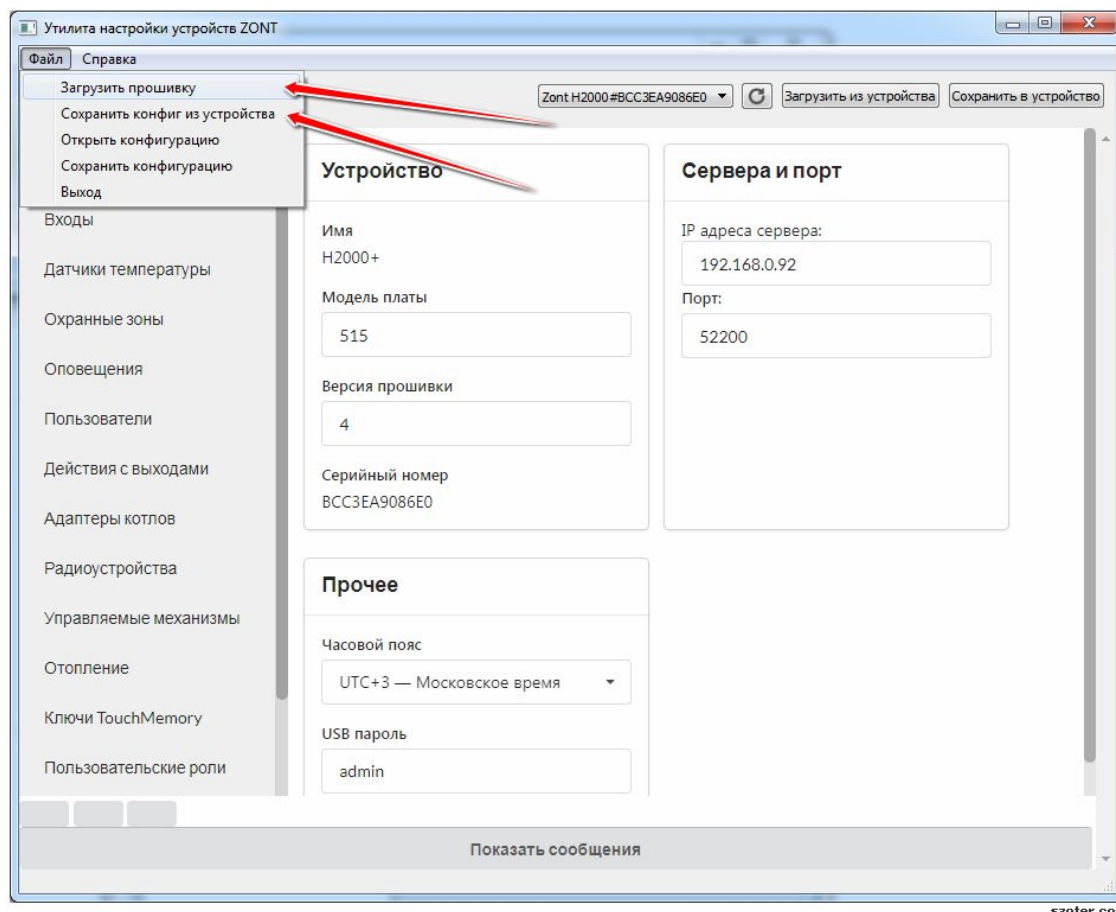 Утилита настройки устройств ZONT
Файл Справка
Загрузить прошивку
Сохранить конфиг из устройства
Открыть конфигурацию
Сохранить конфигурацию
Выход
Zont H2000#BCC3EA9086E0
Загрузить из устройства
Сохранить в устройство
Входы
Датчики температуры
Охранные зоны
Оповещения
Пользователи
Действия с выходами
Адаптеры котлов
Радиоустройства
Управляемые механизмы
Отопление
Ключи TouchMemory
Пользовательские роли
Устройство
Имя
H2000+
Модель платы
515
Версия прошивки
4
Серийный номер
BCC3EA9086E0
Сервера и порт
IP адреса сервера:
192.168.0.92
Порт:
52200
Прочее
Часовой пояс
UTC+3 — Московское время
USB пароль
admin
Показать сообщения